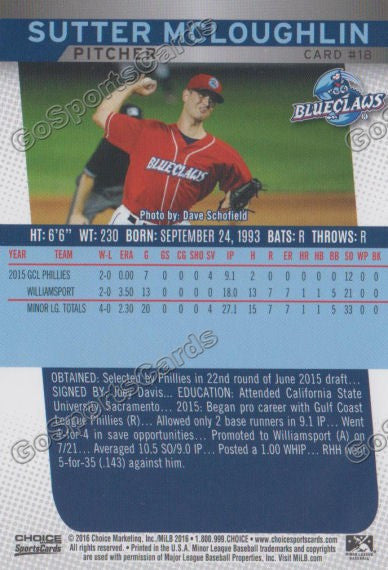 SUTTER McLOUGHLIN
PITCHER
CARD #18
BLUECLAWS
BLUECLAWS
Photo by: Dave Schofield
HT: 6'6" WT: 230 BORN: SEPTEMBER 24, 1993 BATS: R THROWS: R
YEAR TEAM W-L ERA G GS CG SHO SV IP H R ER HR HB BB SO WP BK
2015 GCL PHILLIES 2-0 0.00 7 0 0 0 4 9.1 2 0 0 0 0 0 12 0 0
WILLIAMSPORT 2-0 3.50 13 0 0 0 0 18.0 13 7 7 1 1 5 21 0 0
MINOR LG. TOTALS 4-0 2.30 20 0 0 0 4 27.1 15 7 7 1 1 5 33 0 0
OBTAINED: Selected by Phillies in 22nd round of June 2015 draft...
SIGNED BY: Joey Davis... EDUCATION: Attended California State
University, Sacramento... 2015: Began pro career with Gulf Coast
League Phillies (R)... Allowed only 2 base runners in 9.1 IP... Went
4-for-4 in save opportunities... Promoted to Williamsport (A) on
7/21... Averaged 10.5 SO/9.0 IP... Posted a 1.00 WHIP... RHH went
5-for-35 (.143) against him.
CHOICE
SportsCards
© 2016 Choice Marketing, Inc./MiLB 2016 • 1.800.999.CHOICE • www.choicesportscards.com
All rights reserved. • Printed in the U.S.A. Minor League Baseball trademarks and copyrights
are used with permission of Major League Baseball Properties, Inc. Visit MiLB.com
MINOR LEAGUE
BASEBALL
GoSportsCards
GoSportsCards
GoSportsCards
GoSportsCards